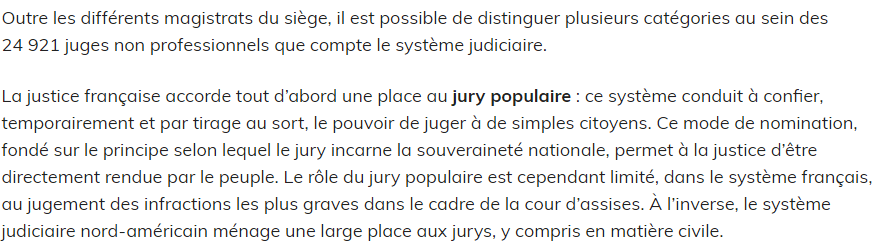 Outre les différents magistrats du siège, il est possible de distinguer plusieurs catégories au sein des
24 921 juges non professionnels que compte le système judiciaire.
La justice française accorde tout d’abord une place au jury populaire : ce système conduit à confier,
temporairement et par tirage au sort, le pouvoir de juger à de simples citoyens. Ce mode de nomination,
fondé sur le principe selon lequel le jury incarne la souveraineté nationale, permet à la justice d’être
directement rendue par le peuple. Le rôle du jury populaire est cependant limité, dans le système français,
au jugement des infractions les plus graves dans le cadre de la cour d’assises. À l’inverse, le système
judiciaire nord-américain ménage une large place aux jurys, y compris en matière civile.